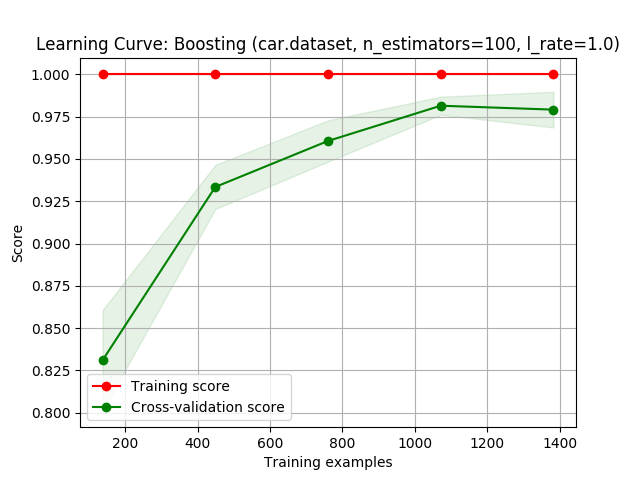 Learning Curve: Boosting (car.dataset, n_estimators=100, l_rate=1.0)
1.000
0.975
0.950
0.925
0.900
0.875
0.850
0.825
0.800
Score
Training score
Cross-validation score
200 400 600 800 1000 1200 1400
Training examples